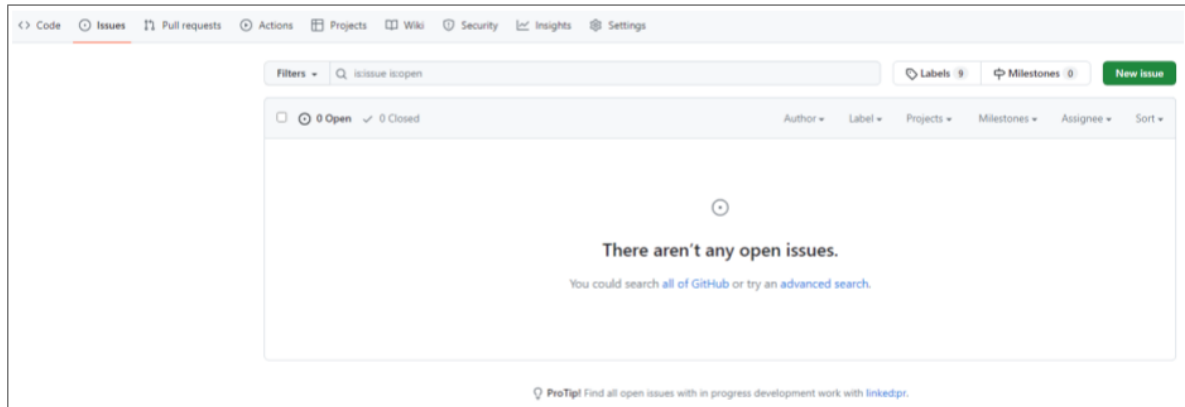 <> Code Issues Pull requests Actions Projects Wiki Security Insights Settings
Filters is:issue is:open Labels 9 Milestones 0 New issue
0 Open 0 Closed Author Label Projects Milestones Assignee Sort
There aren't any open issues.
You could search all of GitHub or try an advanced search.
ProTip! Find all open issues with in progress development work with linked:pr.